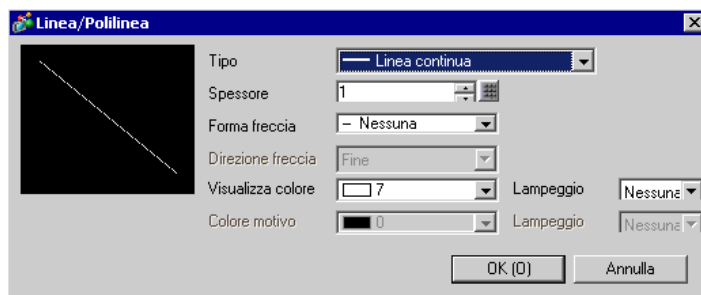 Linea/Polilinea
Tipo Linea continua
Spessore 1
Forma freccia Nessuna
Direzione freccia Fine
Visualizza colore 7 Lampeggio Nessuna
Colore motivo 0 Lampeggio Nessuna
OK (O) Annulla